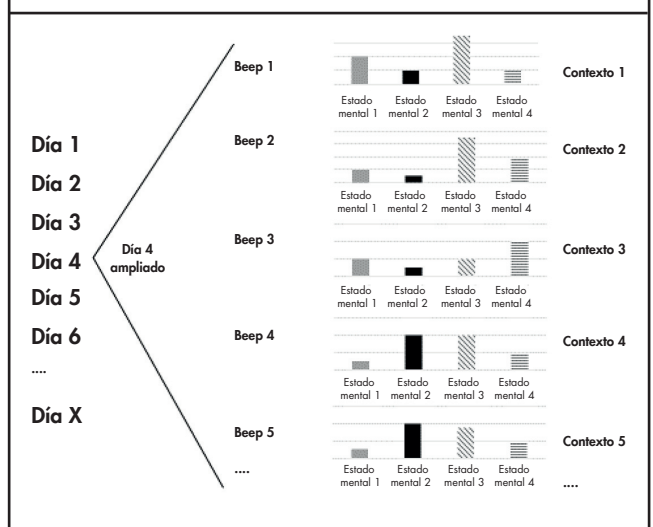 Beep 1
Contexto 1
Estado mental 1
Estado mental 2
Estado mental 3
Estado mental 4
Día 1
Día 2
Día 3
Día 4
Día 5
Día 6
....
Día X
Día 4
ampliado
Beep 2
Contexto 2
Estado mental 1
Estado mental 2
Estado mental 3
Estado mental 4
Beep 3
Contexto 3
Estado mental 1
Estado mental 2
Estado mental 3
Estado mental 4
Beep 4
Contexto 4
Estado mental 1
Estado mental 2
Estado mental 3
Estado mental 4
Beep 5
Contexto 5
Estado mental 1
Estado mental 2
Estado mental 3
Estado mental 4
....
....